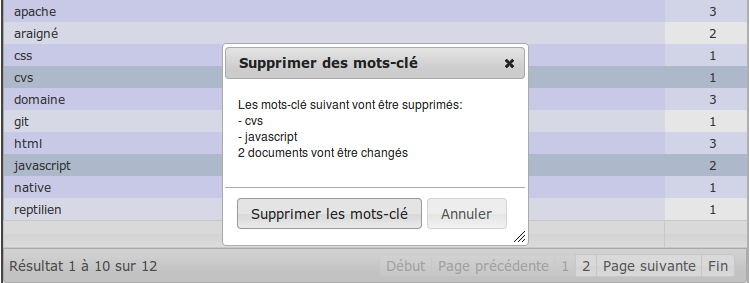 apache 3
araigné 2
css 1
cvs 1
domaine 3
git 1
html 3
javascript 2
native 1
reptilien 1
Supprimer des mots-clé
Les mots-clé suivant vont être supprimés:
- cvs
- javascript
2 documents vont être changés
Supprimer les mots-clé Annuler
Résultat 1 à 10 sur 12 Début Page précédente 1 2 Page suivante Fin